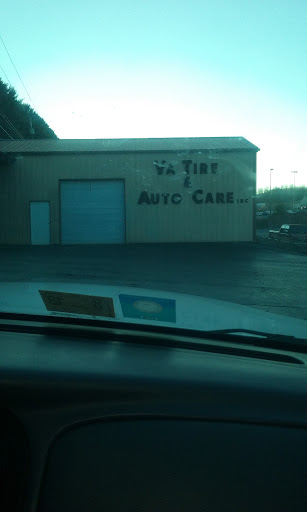 VA TIRE
&
AUTO CARE INC